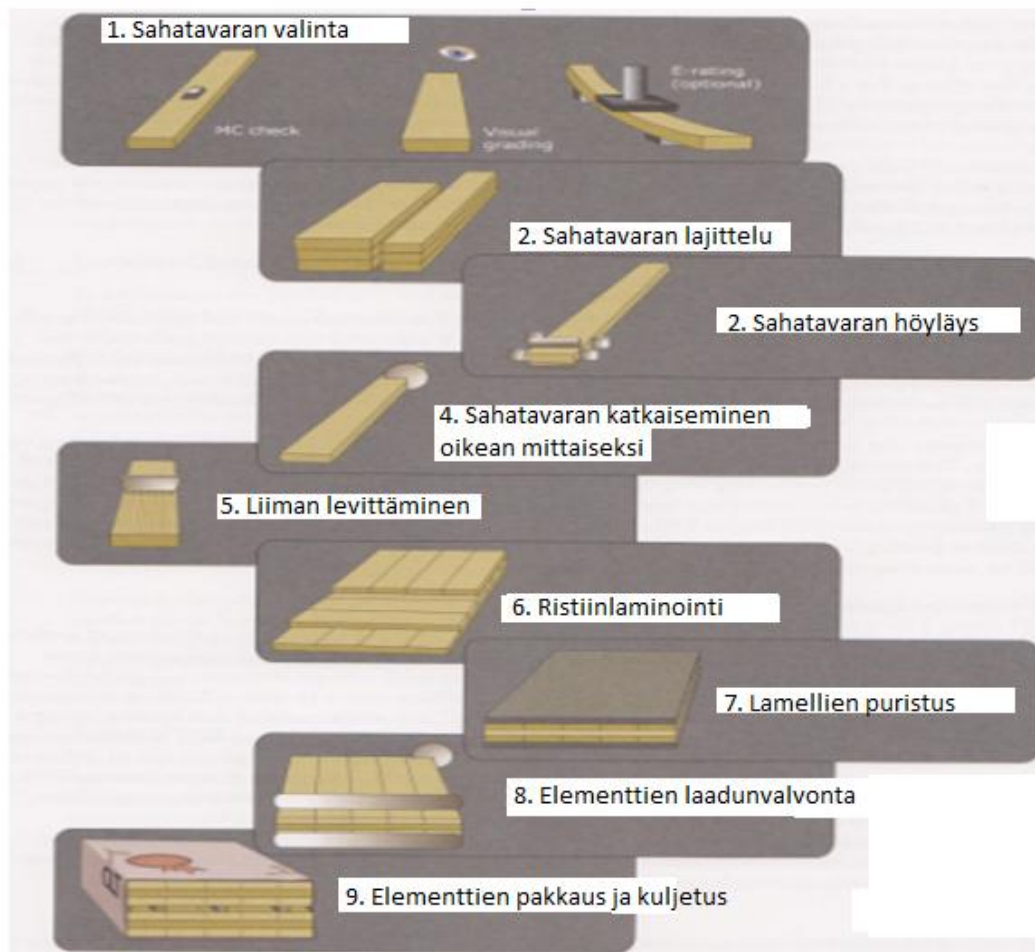 1. Sahatavaran valinta
MC check
Visual
grading
E-rating
(optional)
2. Sahatavaran lajittelu
2. Sahatavaran höyläys
4. Sahatavaran katkaiseminen
oikean mittaiseksi
5. Liiman levittäminen
6. Ristiinlaminointi
7. Lamellien puristus
8. Elementtien laadunvalvonta
9. Elementtien pakkaus ja kuljetus
CLT